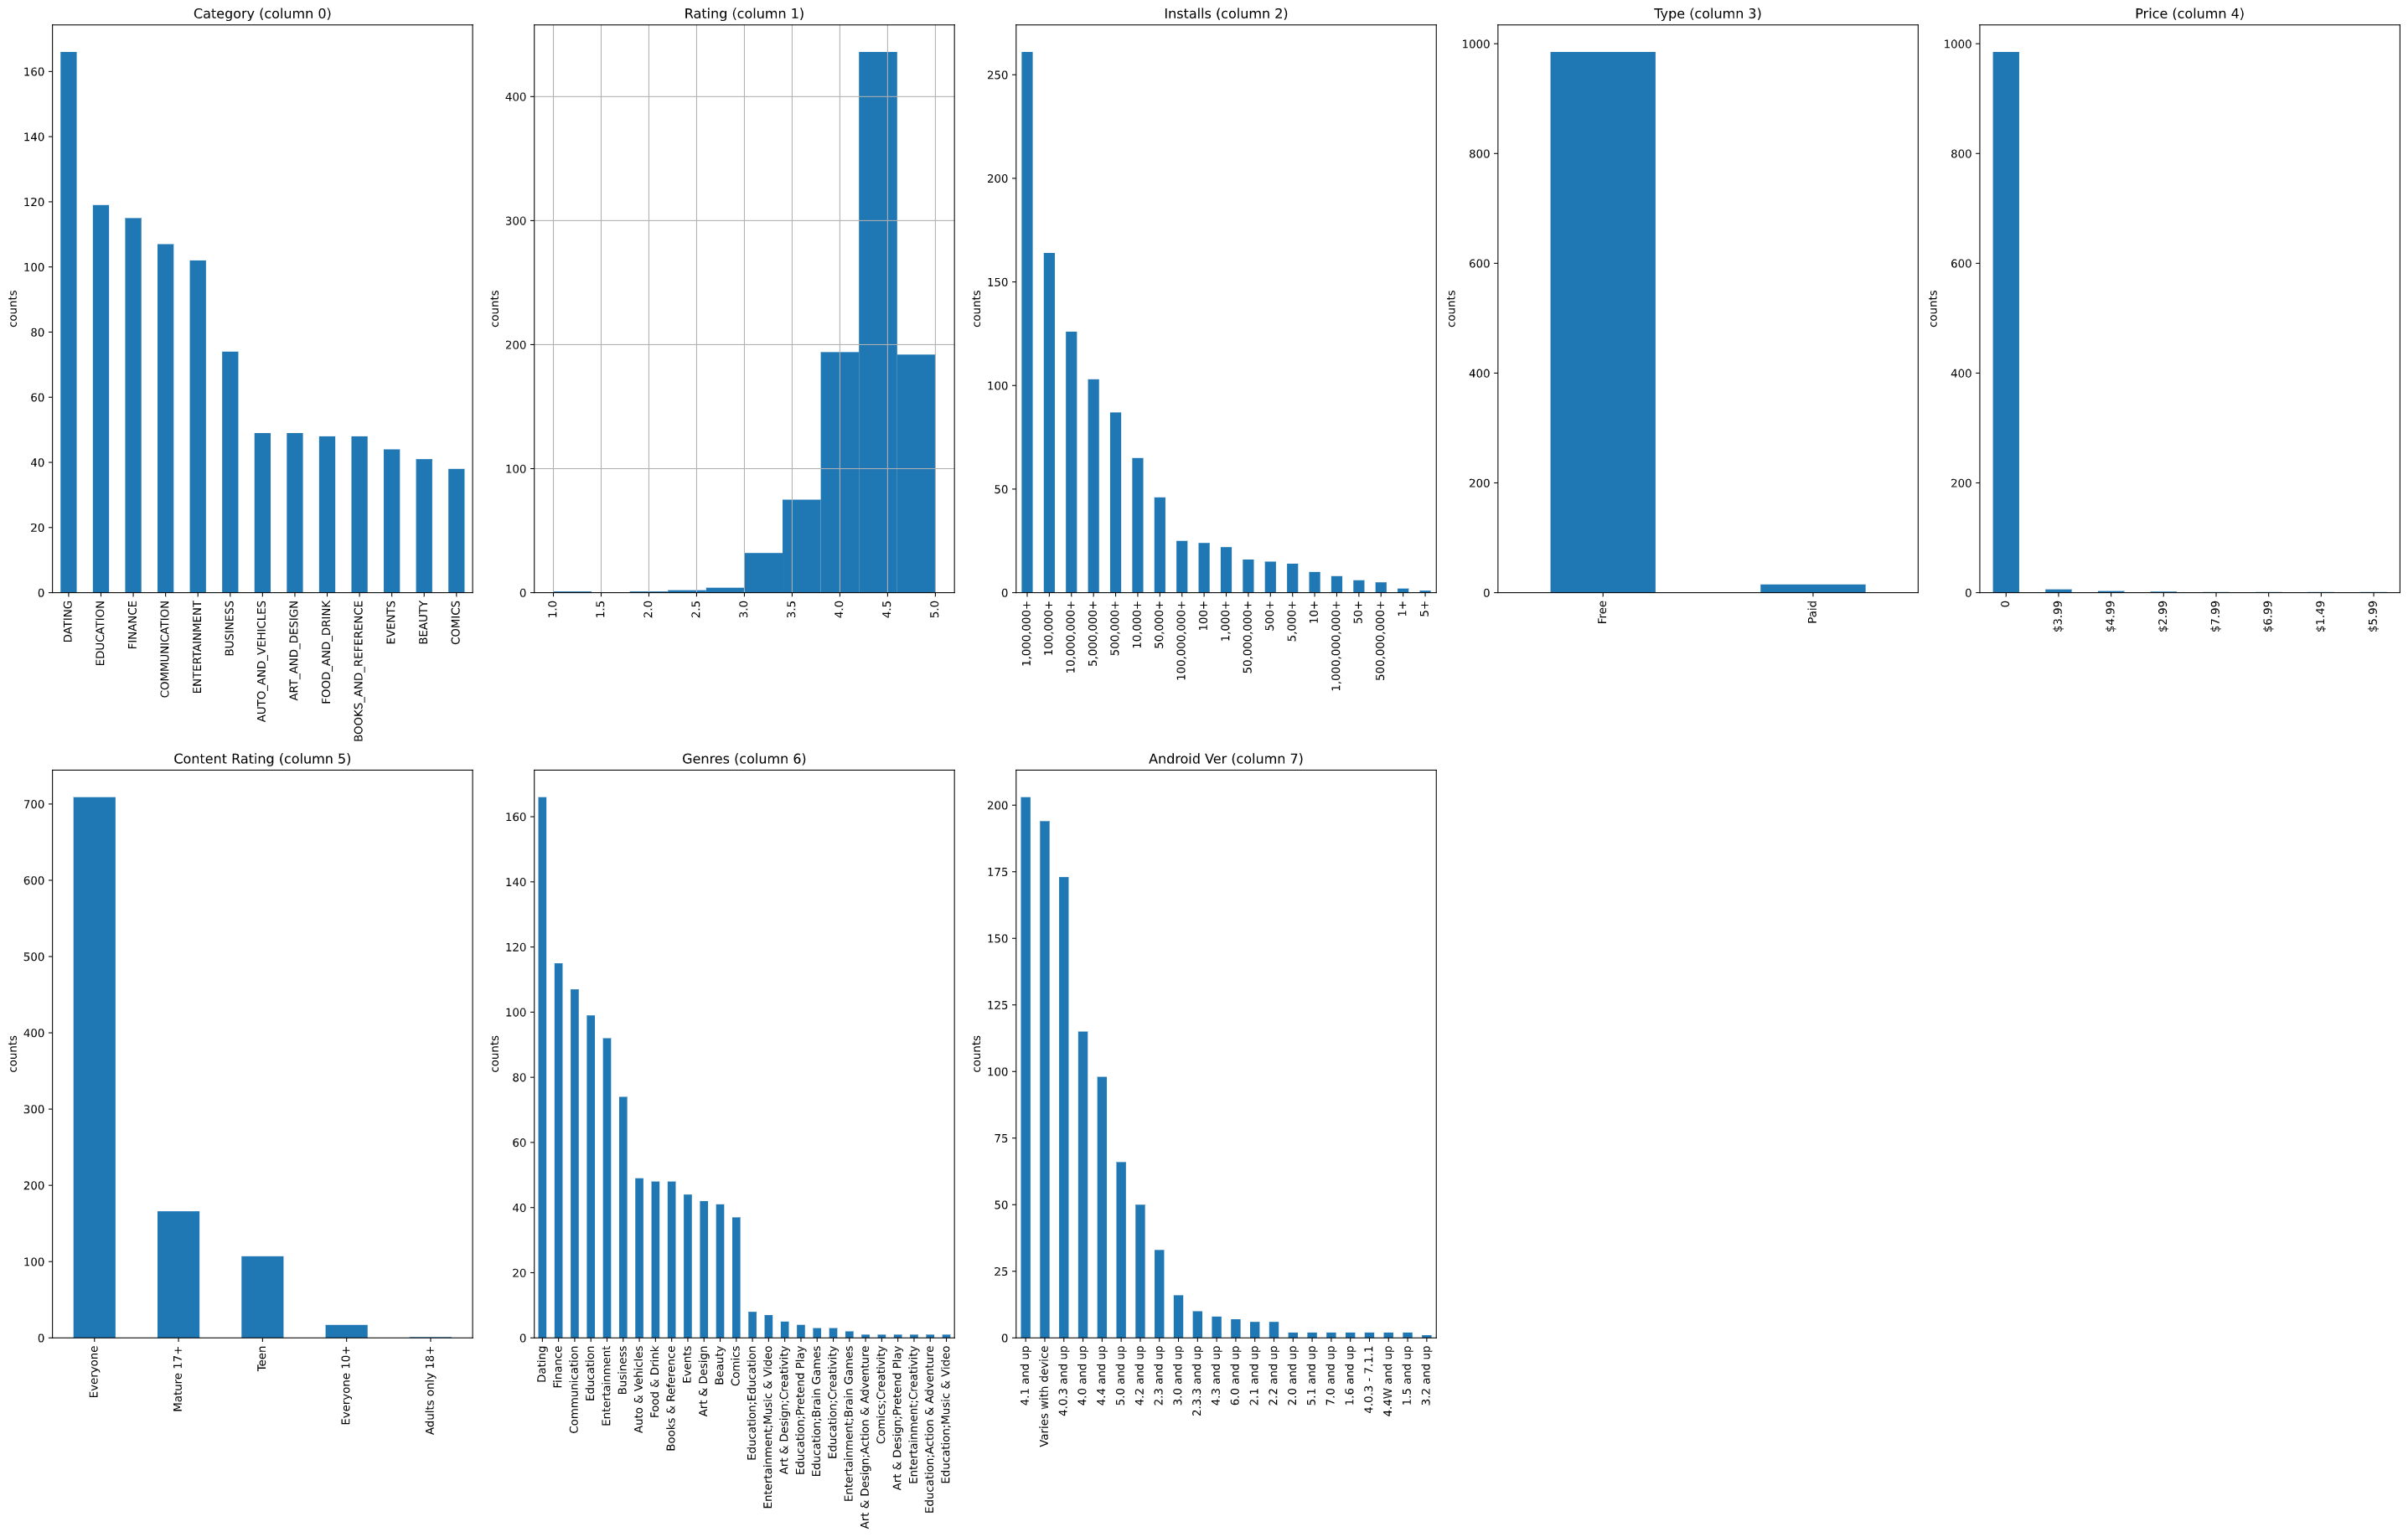 Category (column 0)
counts
160
140
120
100
80
60
40
20
0
DATING
EDUCATION
FINANCE
COMMUNICATION
ENTERTAINMENT
BUSINESS
AUTO_AND_VEHICLES
ART_AND_DESIGN
FOOD_AND_DRINK
BOOKS_AND_REFERENCE
EVENTS
BEAUTY
COMICS
Rating (column 1)
counts
400
300
200
100
0
1.0
1.5
2.0
2.5
3.0
3.5
4.0
4.5
5.0
Installs (column 2)
counts
250
200
150
100
50
0
1,000,000+
100,000+
10,000,000+
5,000,000+
500,000+
10,000+
50,000+
100,000,000+
100+
1,000+
50,000,000+
500+
5,000+
10+
1,000,000,000+
50+
500,000,000+
1+
5+
Type (column 3)
counts
1000
800
600
400
200
0
Free
Paid
Price (column 4)
counts
1000
800
600
400
200
0
0
$3.99
$4.99
$2.99
$7.99
$6.99
$1.49
$5.99
Content Rating (column 5)
counts
700
600
500
400
300
200
100
0
Everyone
Mature 17+
Teen
Everyone 10+
Adults only 18+
Genres (column 6)
counts
160
140
120
100
80
60
40
20
0
Dating
Finance
Communication
Education
Entertainment
Business
Auto & Vehicles
Food & Drink
Books & Reference
Events
Art & Design
Beauty
Comics
Education;Education
Entertainment;Music & Video
Art & Design;Creativity
Education;Pretend Play
Education;Brain Games
Education;Creativity
Entertainment;Brain Games
Art & Design;Action & Adventure
Comics;Creativity
Art & Design;Pretend Play
Entertainment;Creativity
Education;Action & Adventure
Education;Music & Video
Android Ver (column 7)
counts
200
175
150
125
100
75
50
25
0
4.1 and up
Varies with device
4.0.3 and up
4.0 and up
4.4 and up
5.0 and up
4.2 and up
2.3 and up
3.0 and up
2.3.3 and up
4.3 and up
6.0 and up
2.1 and up
2.2 and up
2.0 and up
5.1 and up
7.0 and up
1.6 and up
4.0.3 - 7.1.1
4.4W and up
1.5 and up
3.2 and up